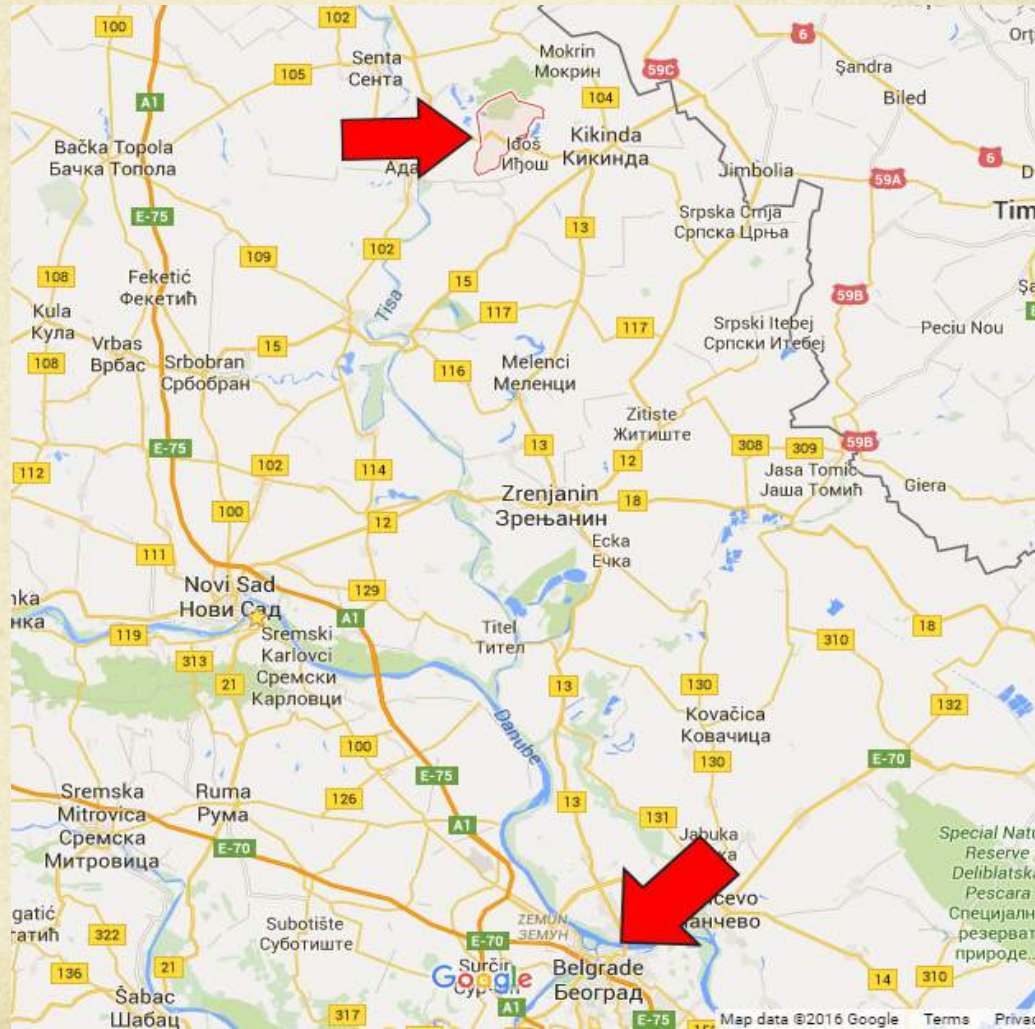 100
102
6
Mokrin
Мокрин
Senta
Сента
59C
Şandra
105
104
Biled
A1
Bačka Topola
Бачка Топола
Iđoš
Иђош
Kikinda
Кикинда
6
Ада
Jimbolia
59A
E-75
13
Srpska Crnja
Српска Црња
Tim
109
102
108
Feketić
Фекетић
15
59B
Kula
Кула
Tisa
117
117
Vrbas
Врбас
Srpski Itebej
Српски Итебеј
Peciu Nou
15
108
Srbobran
Србобран
116
Melenci
Меленци
Zitiste
Житиште
E-75
13
308
309
59B
112
102
114
12
Jasa Tomic
Јаша Томић
Giera
Zrenjanin
Зрењанин
18
100
12
Ecka
Ечка
111
Novi Sad
Нови Сад
129
119
A1
Titel
Тител
18
Sremski
Karlovci
Сремски
Карловци
310
313
21
13
130
132
Kovačica
Ковачица
Danube
100
E-75
130
E-70
Sremska
Mitrovica
Сремска
Митровица
Ruma
Рума
126
13
131
A1
Jabuka
E-70
Special Natu
Reserve
Deliblatska
Pescara
Специјалн
резерват
природе...
ZEMUN
ЗЕМУН
Subotište
Суботиште
322
E-70
136
21
Surčin
Google
Belgrade
Београд
14
310
Šabac
Шабац
317
A1
E-75
Map data ©2016 Google
Terms
Privac